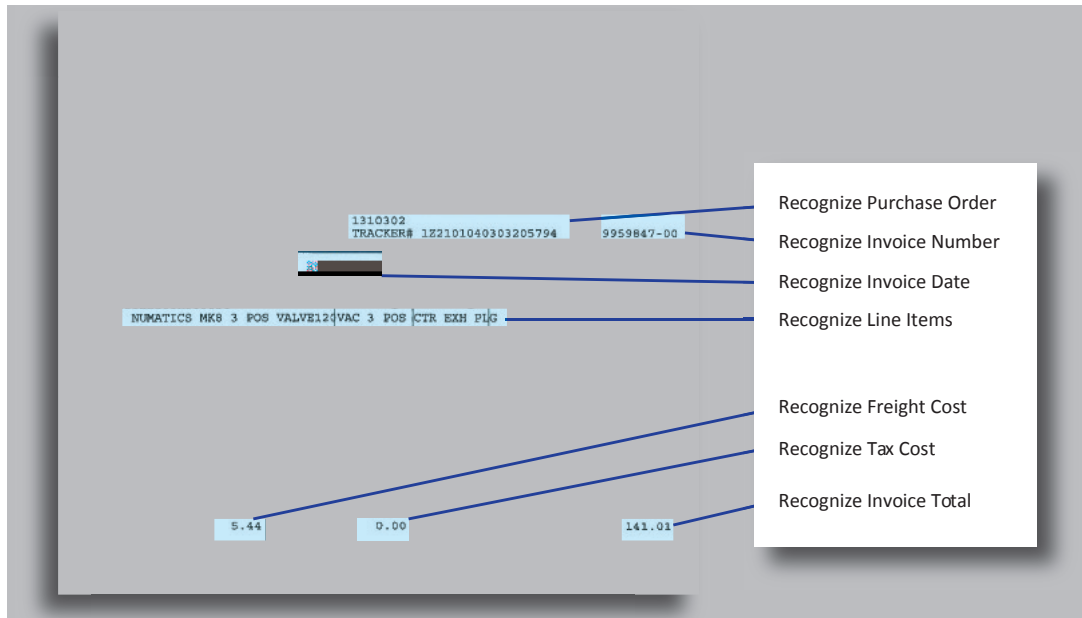 1310302
TRACKER# 1Z2101040303205794 9959847-00
NUMATICS MK8 3 POS VALVE120 VAC 3 POS CTR EXH PLG
5.44 0.00 141.01
Recognize Purchase Order
Recognize Invoice Number
Recognize Invoice Date
Recognize Line Items
Recognize Freight Cost
Recognize Tax Cost
Recognize Invoice Total